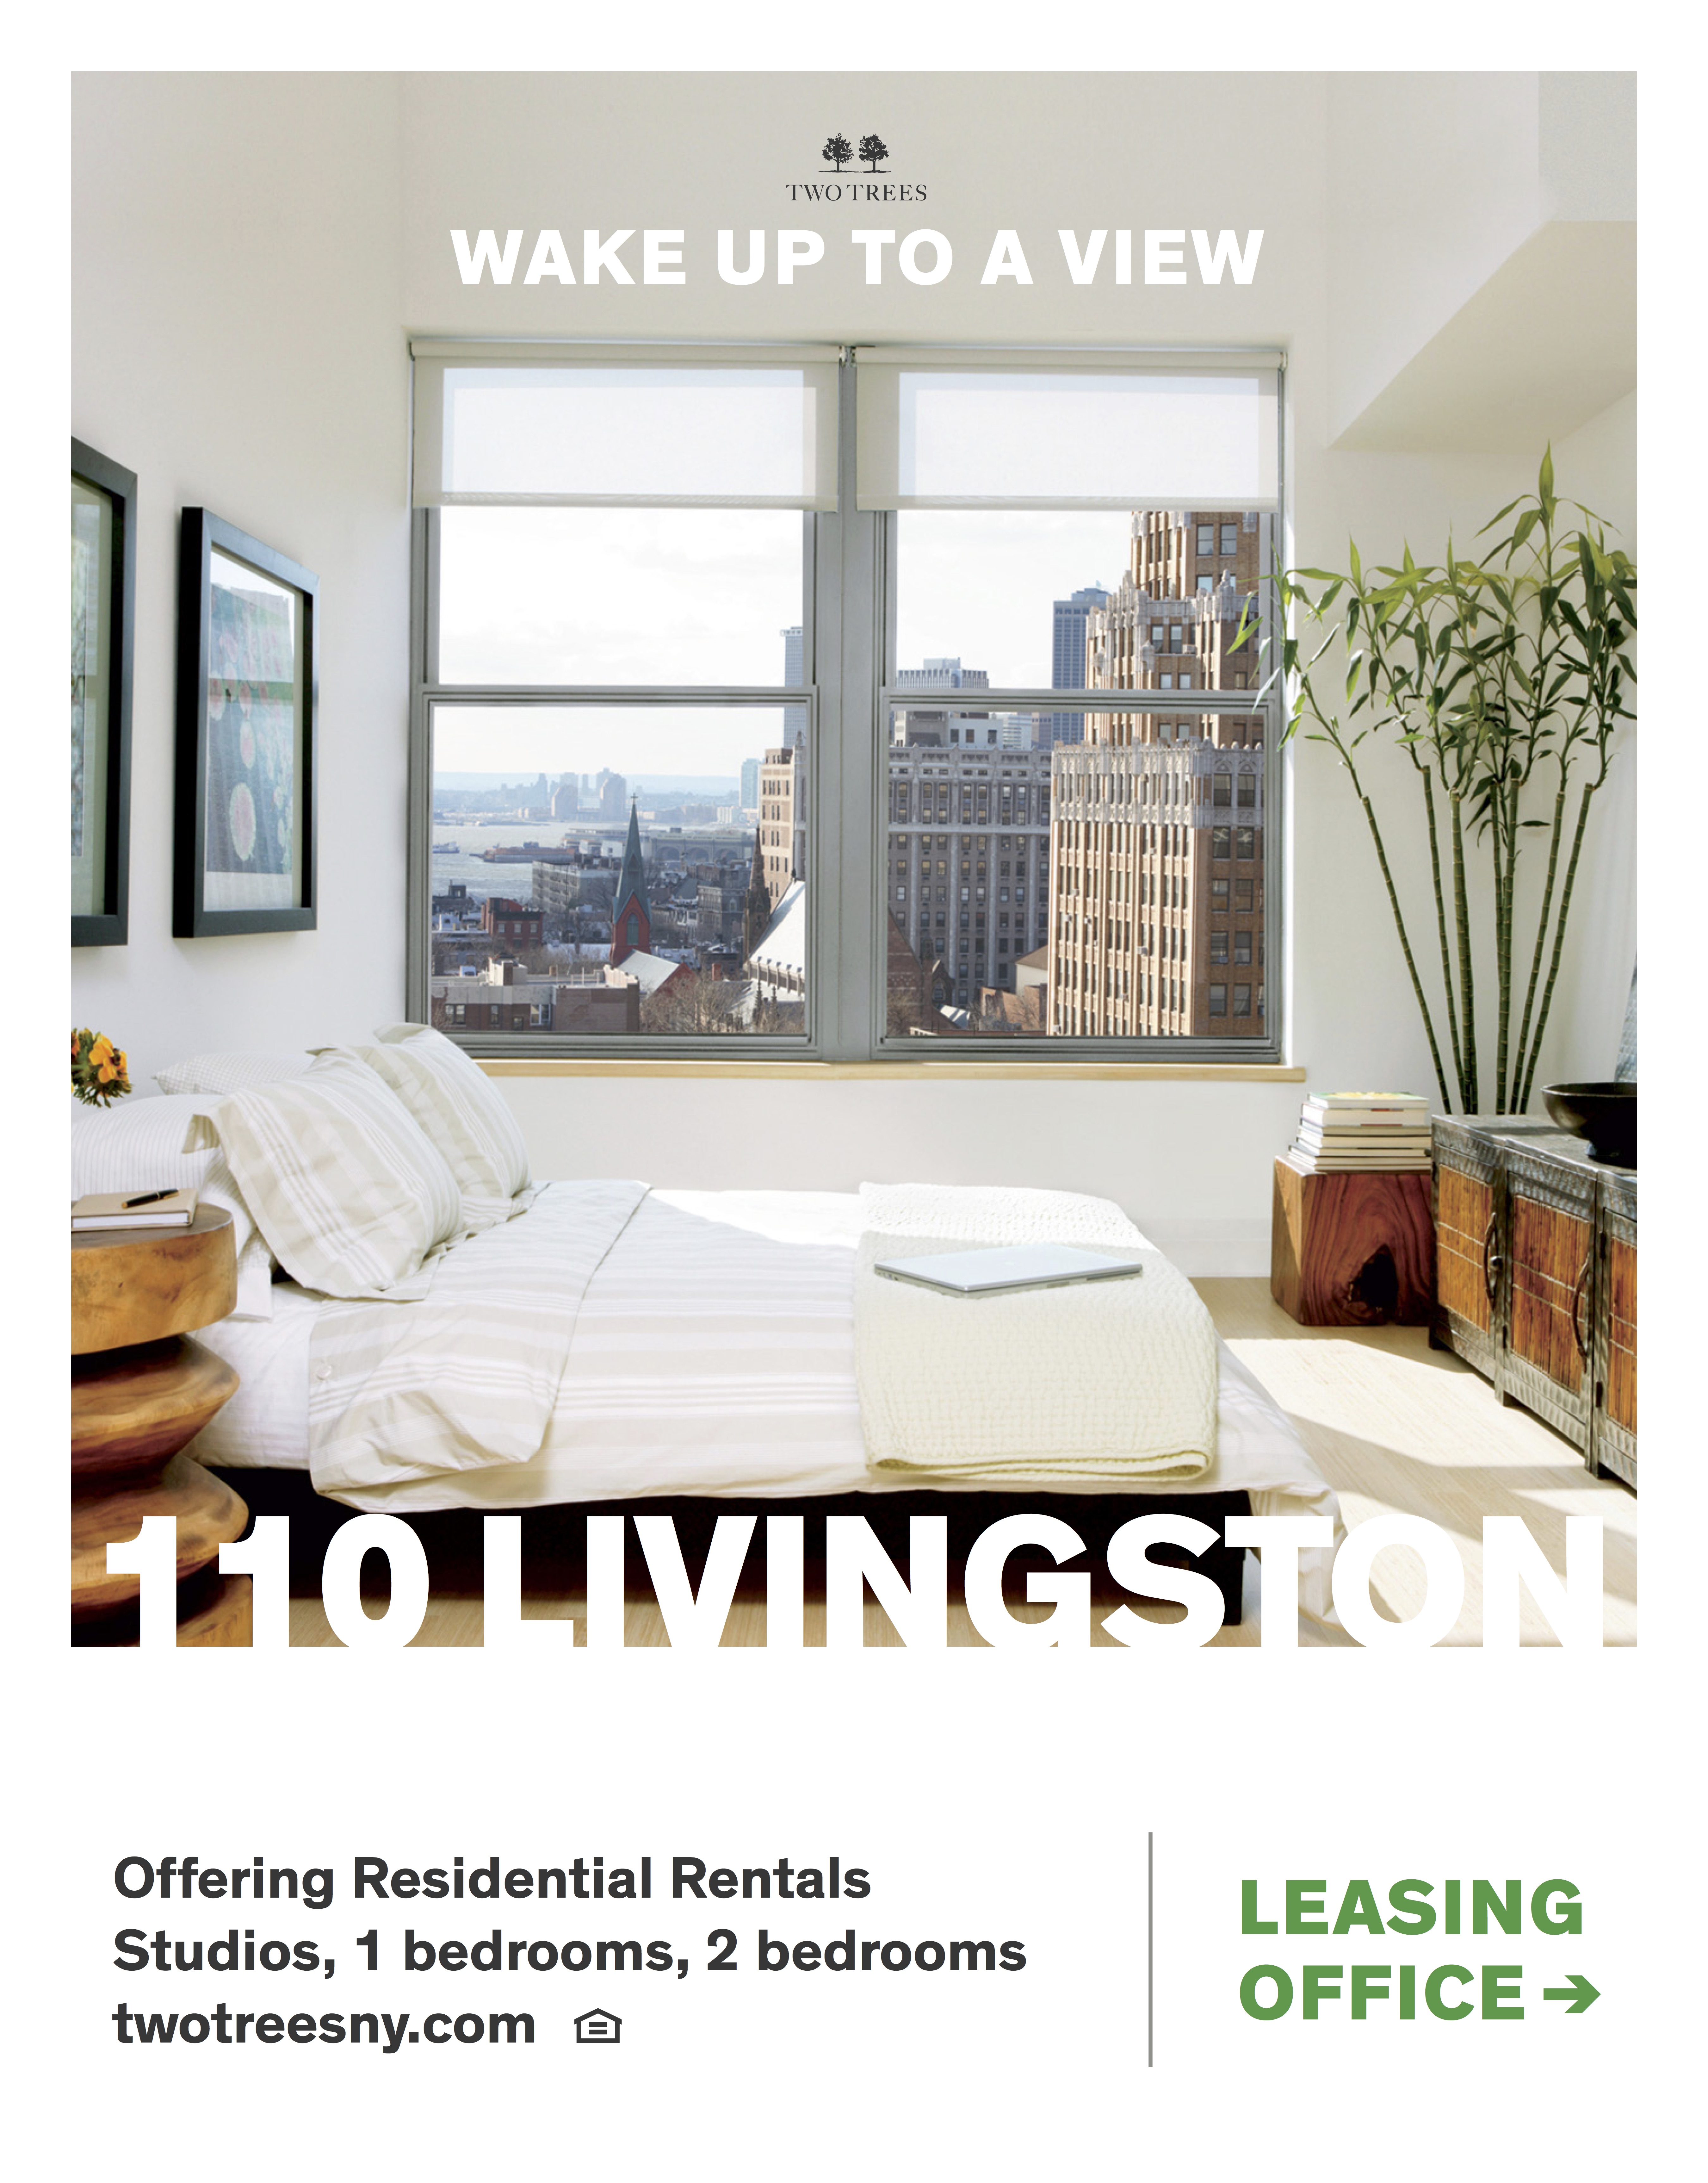 TWO TREES
WAKE UP TO A VIEW
110 LIVINGSTON
Offering Residential Rentals
Studios, 1 bedrooms, 2 bedrooms
twotreesny.com
LEASING
OFFICE →